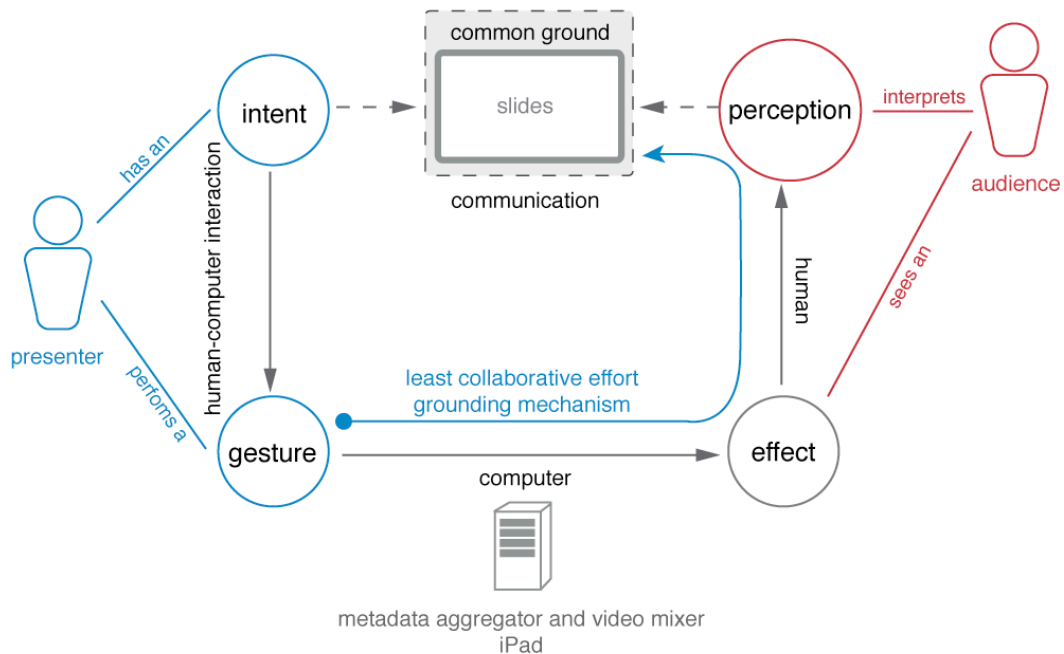 common ground
slides
communication
intent
perception
interprets
audience
has an
human-computer interaction
presenter
perfoms a
human
sees an
least collaborative effort
grounding mechanism
gesture
effect
computer
metadata aggregator and video mixer
iPad